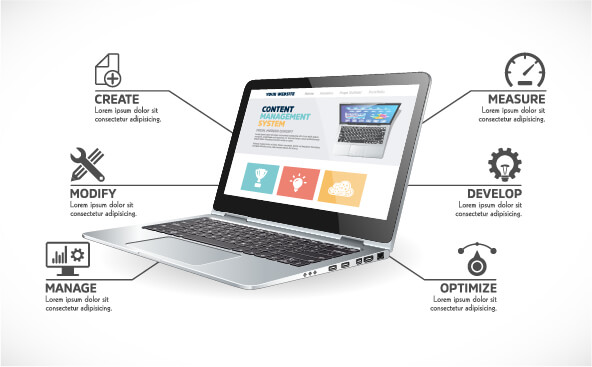 CREATE
Lorem ipsum dolor sit
consectetur adipisicing.
MODIFY
Lorem ipsum dolor sit
consectetur adipisicing.
MANAGE
Lorem ipsum dolor sit
consectetur adipisicing.
YOUR WEBSITE
CONTENT
MANAGEMENT
SYSTEM
MEASURE
Lorem ipsum dolor sit
consectetur adipisicing.
DEVELOP
Lorem ipsum dolor sit
consectetur adipisicing.
OPTIMIZE
Lorem ipsum dolor sit
consectetur adipisicing.